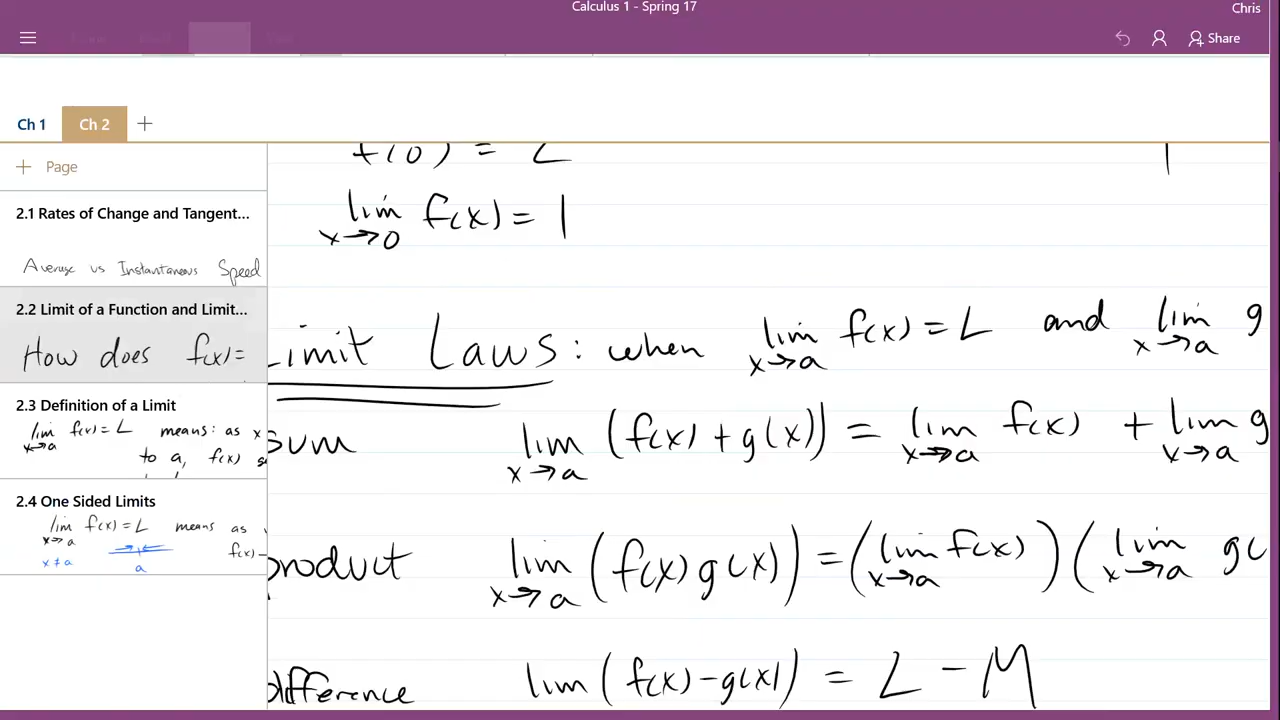 Calculus 1 - Spring 17
Chris
Share
Ch 1
Ch 2
+
+ Page
2.1 Rates of Change and Tangent...
Average vs Instantaneous Speed
2.2 Limit of a Function and Limit...
How does f(x)=
2.3 Definition of a Limit
lim x→a f(x) = L means: as x
to a, f(x)
2.4 One Sided Limits
lim x→a f(x) = L means as
x≠a a f(x)-
f(0) = L
lim x→0 f(x) = 1
Limit Laws: when lim x→a f(x) = L and lim x→a g
sum lim x→a (f(x) + g(x)) = lim x→a f(x) + lim x→a g
product lim x→a (f(x) g(x)) = (lim x→a f(x)) (lim x→a g(
difference lim (f(x) - g(x)) = L - M